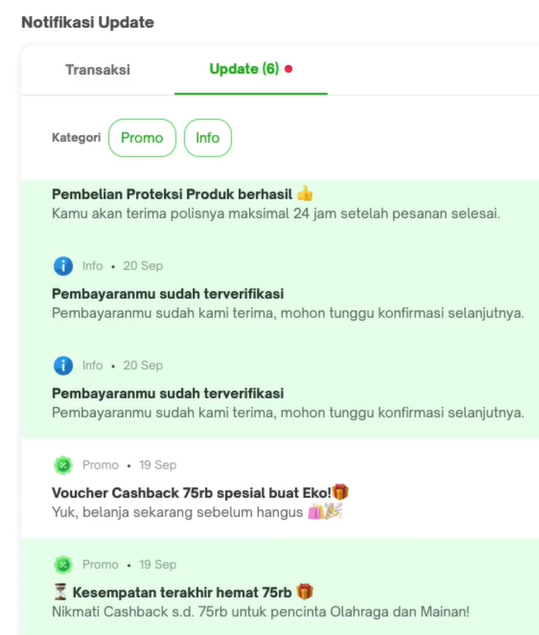 Notifikasi Update
Transaksi
Update (6)
Kategori
Promo
Info
Pembelian Proteksi Produk berhasil 👍
Kamu akan terima polisnya maksimal 24 jam setelah pesanan selesai.
Info • 20 Sep
Pembayaranmu sudah terverifikasi
Pembayaranmu sudah kami terima, mohon tunggu konfirmasi selanjutnya.
Info • 20 Sep
Pembayaranmu sudah terverifikasi
Pembayaranmu sudah kami terima, mohon tunggu konfirmasi selanjutnya.
Promo • 19 Sep
Voucher Cashback 75rb spesial buat Eko!🎁
Yuk, belanja sekarang sebelum hangus 🛍️🎉
Promo • 19 Sep
⏳ Kesempatan terakhir hemat 75rb 🎁
Nikmati Cashback s.d. 75rb untuk pencinta Olahraga dan Mainan!